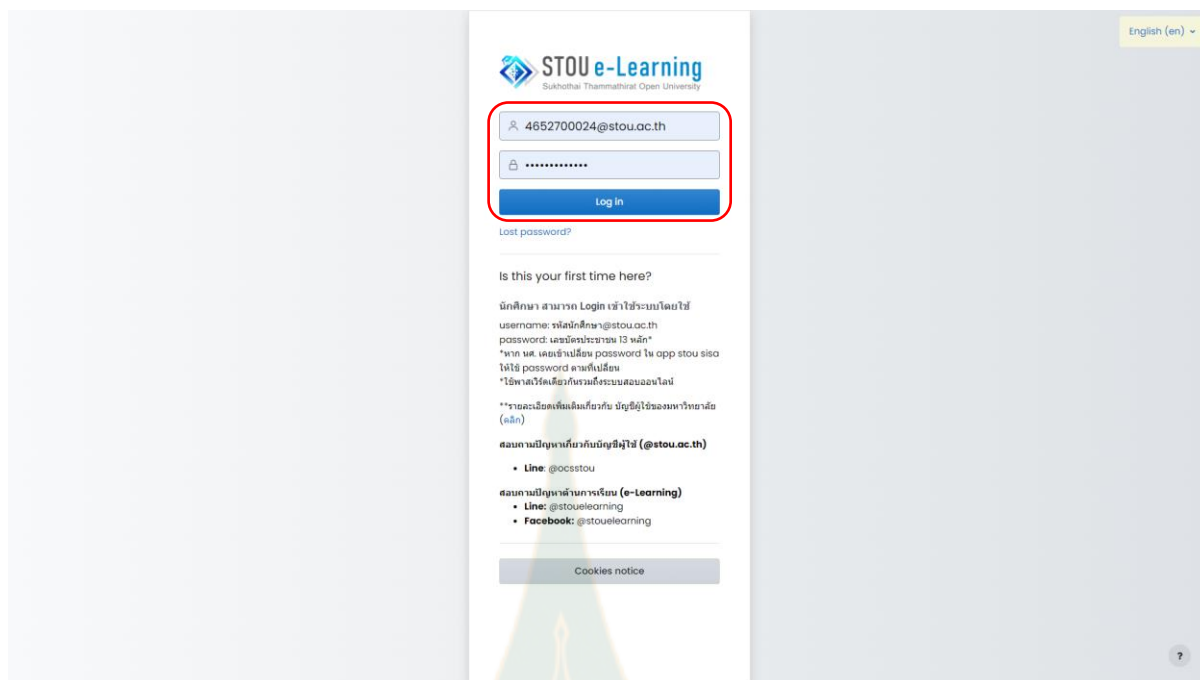 English (en)
STOU e-Learning
Sukhothai Thammathirat Open University
4652700024@stou.ac.th
•••••••••••••
Log in
Lost password?
Is this your first time here?
นักศึกษา สามารถ Login เข้าใช้ระบบโดยใช้
username: รหัสนักศึกษา@stou.ac.th
password: เลขบัตรประชาชน 13 หลัก*
*หาก นศ. เคยเข้าเปลี่ยน password ใน app stou sisa
ให้ใช้ password ตามที่เปลี่ยน
*ใช้พาสเวิร์ดเดียวกันรวมถึงระบบสอบออนไลน์
**รายละเอียดเพิ่มเติมเกี่ยวกับ บัญชีผู้ใช้ของมหาวิทยาลัย
(คลิก)
สอบถามปัญหาเกี่ยวกับบัญชีผู้ใช้ (@stou.ac.th)
• Line: @ocsstou
สอบถามปัญหาด้านการเรียน (e-Learning)
• Line: @stouelearning
• Facebook: @stouelearning
Cookies notice
?